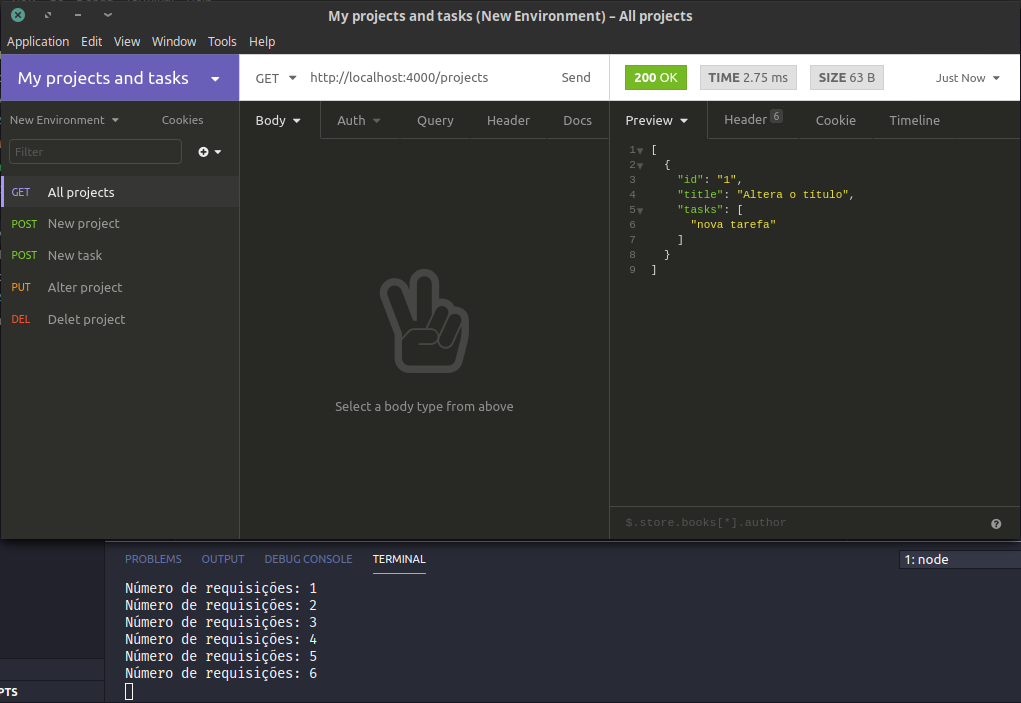 My projects and tasks (New Environment) – All projects
Application Edit View Window Tools Help
My projects and tasks
GET http://localhost:4000/projects Send
200 OK TIME 2.75 ms SIZE 63 B Just Now
New Environment Cookies
Body Auth Query Header Docs
Preview Header 6 Cookie Timeline
Filter
GET All projects
POST New project
POST New task
PUT Alter project
DEL Delet project
Select a body type from above
1 [
2 {
3 "id": "1",
4 "title": "Altera o título",
5 "tasks": [
6 "nova tarefa"
7 ]
8 }
9 ]
$.store.books[*].author
PROBLEMS OUTPUT DEBUG CONSOLE TERMINAL 1: node
Número de requisições: 1
Número de requisições: 2
Número de requisições: 3
Número de requisições: 4
Número de requisições: 5
Número de requisições: 6
PTS